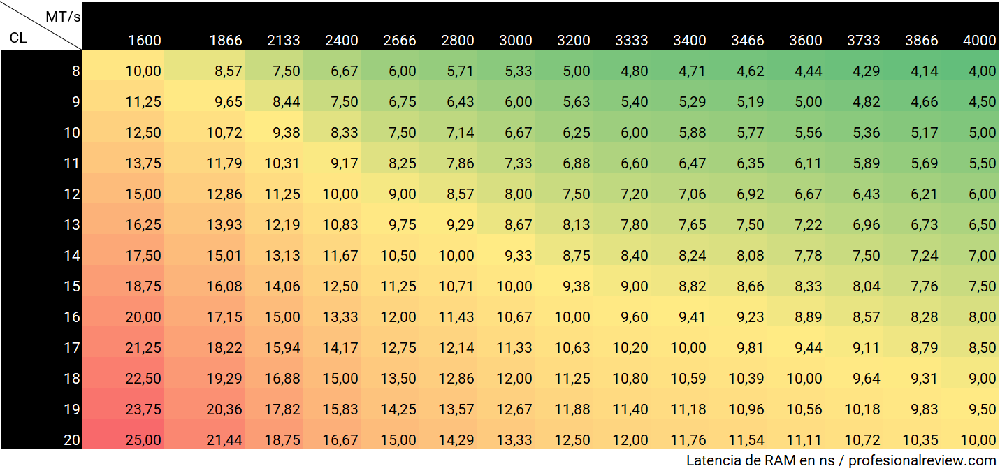 MT/s
CL
1600 1866 2133 2400 2666 2800 3000 3200 3333 3400 3466 3600 3733 3866 4000
8 10,00 8,57 7,50 6,67 6,00 5,71 5,33 5,00 4,80 4,71 4,62 4,44 4,29 4,14 4,00
9 11,25 9,65 8,44 7,50 6,75 6,43 6,00 5,63 5,40 5,29 5,19 5,00 4,82 4,66 4,50
10 12,50 10,72 9,38 8,33 7,50 7,14 6,67 6,25 6,00 5,88 5,77 5,56 5,36 5,17 5,00
11 13,75 11,79 10,31 9,17 8,25 7,86 7,33 6,88 6,60 6,47 6,35 6,11 5,89 5,69 5,50
12 15,00 12,86 11,25 10,00 9,00 8,57 8,00 7,50 7,20 7,06 6,92 6,67 6,43 6,21 6,00
13 16,25 13,93 12,19 10,83 9,75 9,29 8,67 8,13 7,80 7,65 7,50 7,22 6,96 6,73 6,50
14 17,50 15,01 13,13 11,67 10,50 10,00 9,33 8,75 8,40 8,24 8,08 7,78 7,50 7,24 7,00
15 18,75 16,08 14,06 12,50 11,25 10,71 10,00 9,38 9,00 8,82 8,66 8,33 8,04 7,76 7,50
16 20,00 17,15 15,00 13,33 12,00 11,43 10,67 10,00 9,60 9,41 9,23 8,89 8,57 8,28 8,00
17 21,25 18,22 15,94 14,17 12,75 12,14 11,33 10,63 10,20 10,00 9,81 9,44 9,11 8,79 8,50
18 22,50 19,29 16,88 15,00 13,50 12,86 12,00 11,25 10,80 10,59 10,39 10,00 9,64 9,31 9,00
19 23,75 20,36 17,82 15,83 14,25 13,57 12,67 11,88 11,40 11,18 10,96 10,56 10,18 9,83 9,50
20 25,00 21,44 18,75 16,67 15,00 14,29 13,33 12,50 12,00 11,76 11,54 11,11 10,72 10,35 10,00
Latencia de RAM en ns / profesionalreview.com